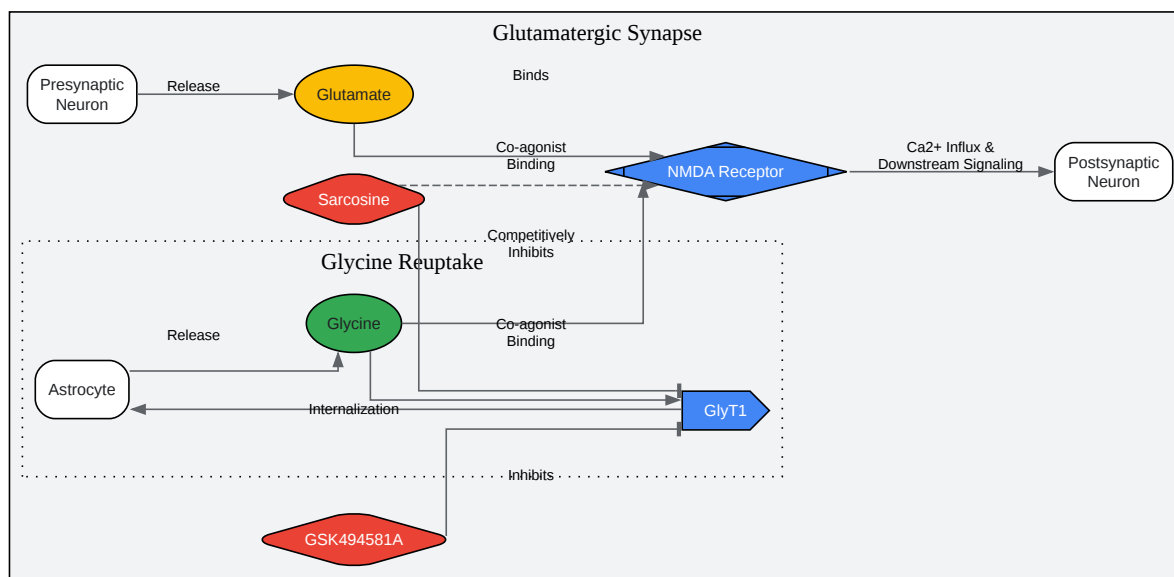 Glutamatergic Synapse
Binds
Presynaptic
Neuron
Release
Glutamate
Co-agonist
Binding
NMDA Receptor
Ca2+ Influx &
Downstream Signaling
Postsynaptic
Neuron
Sarcosine
Competitively
Inhibits
Glycine Reuptake
Glycine
Co-agonist
Binding
Release
Astrocyte
Internalization
GlyT1
Inhibits
GSK494581A